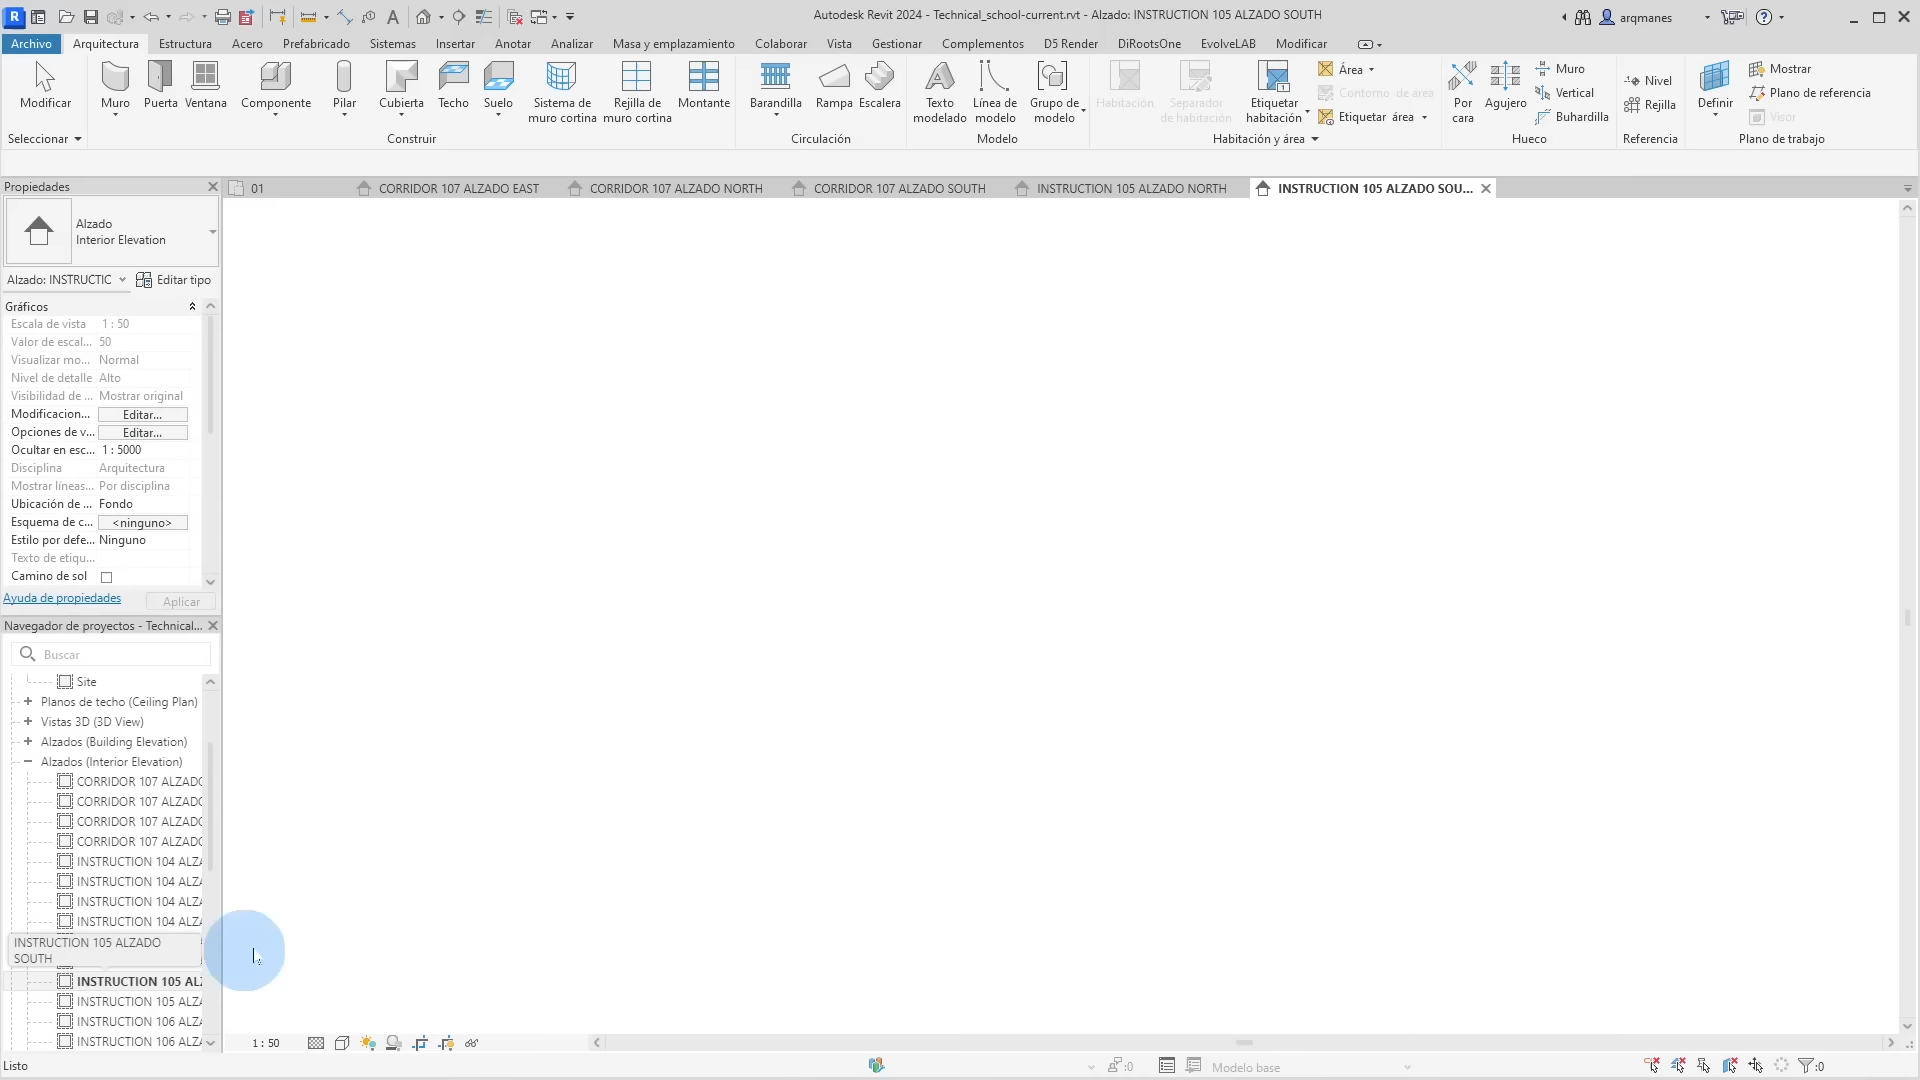 Autodesk Revit 2024 - Technical_school-current.rvt - Alzado: INSTRUCTION 105 ALZADO SOUTH
arqmanes
Archivo Arquitectura Estructura Acero Prefabricado Sistemas Insertar Anotar Analizar Masa y emplazamiento Colaborar Vista Gestionar Complementos D5 Render DiRootsOne EvolveLAB Modificar
Modificar
Muro
Puerta
Ventana
Componente
Pilar
Cubierta
Techo
Suelo
Sistema de
muro cortina
Rejilla de
muro cortina
Montante
Barandilla
Rampa
Escalera
Texto
modelado
Línea de
modelo
Grupo de
modelo
Habitación
Separador
de habitación
Etiquetar
habitación
Área
Contorno de área
Etiquetar área
Por
cara
Agujero
Muro
Vertical
Buhardilla
Nivel
Rejilla
Definir
Mostrar
Plano de referencia
Visor
Seleccionar
Construir
Circulación
Modelo
Habitación y área
Hueco
Referencia
Plano de trabajo
Propiedades
01
CORRIDOR 107 ALZADO EAST
CORRIDOR 107 ALZADO NORTH
CORRIDOR 107 ALZADO SOUTH
INSTRUCTION 105 ALZADO NORTH
INSTRUCTION 105 ALZADO SOU...
Alzado
Interior Elevation
Alzado: INSTRUCTIC
Editar tipo
Gráficos
Escala de vista 1 : 50
Valor de escal... 50
Visualizar mo... Normal
Nivel de detalle Alto
Visibilidad de ... Mostrar original
Modificacion... Editar...
Opciones de v... Editar...
Ocultar en esc... 1 : 5000
Disciplina Arquitectura
Mostrar líneas... Por disciplina
Ubicación de ... Fondo
Esquema de c... <ninguno>
Estilo por defe... Ninguno
Texto de etiqu...
Camino de sol
Ayuda de propiedades
Aplicar
Navegador de proyectos - Technical...
Buscar
Site
Planos de techo (Ceiling Plan)
Vistas 3D (3D View)
Alzados (Building Elevation)
Alzados (Interior Elevation)
CORRIDOR 107 ALZADO
CORRIDOR 107 ALZADO
CORRIDOR 107 ALZADO
CORRIDOR 107 ALZADO
INSTRUCTION 104 ALZA
INSTRUCTION 104 ALZA
INSTRUCTION 104 ALZA
INSTRUCTION 104 ALZA
INSTRUCTION 105 ALZADO
SOUTH
INSTRUCTION 105 ALZ
INSTRUCTION 105 ALZA
INSTRUCTION 106 ALZA
INSTRUCTION 106 ALZA
1 : 50
Listo
:0
Modelo base
:0